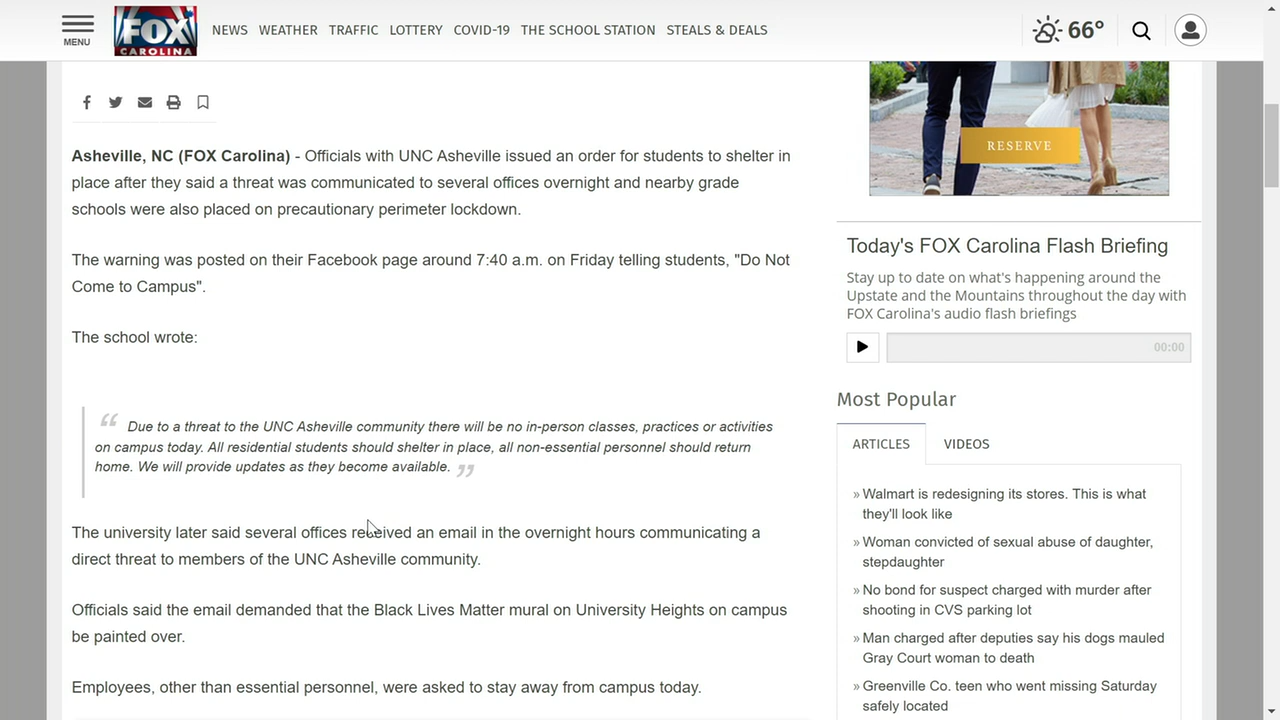 MENU
FOX
CAROLINA
NEWS WEATHER TRAFFIC LOTTERY COVID-19 THE SCHOOL STATION STEALS & DEALS
66°
RESERVE
Asheville, NC (FOX Carolina) - Officials with UNC Asheville issued an order for students to shelter in
place after they said a threat was communicated to several offices overnight and nearby grade
schools were also placed on precautionary perimeter lockdown.
The warning was posted on their Facebook page around 7:40 a.m. on Friday telling students, "Do Not
Come to Campus".
The school wrote:
“ Due to a threat to the UNC Asheville community there will be no in-person classes, practices or activities
on campus today. All residential students should shelter in place, all non-essential personnel should return
home. We will provide updates as they become available. ”
The university later said several offices received an email in the overnight hours communicating a
direct threat to members of the UNC Asheville community.
Officials said the email demanded that the Black Lives Matter mural on University Heights on campus
be painted over.
Employees, other than essential personnel, were asked to stay away from campus today.
Today's FOX Carolina Flash Briefing
Stay up to date on what's happening around the
Upstate and the Mountains throughout the day with
FOX Carolina's audio flash briefings
00:00
Most Popular
ARTICLES VIDEOS
» Walmart is redesigning its stores. This is what
they'll look like
» Woman convicted of sexual abuse of daughter,
stepdaughter
» No bond for suspect charged with murder after
shooting in CVS parking lot
» Man charged after deputies say his dogs mauled
Gray Court woman to death
» Greenville Co. teen who went missing Saturday
safely located